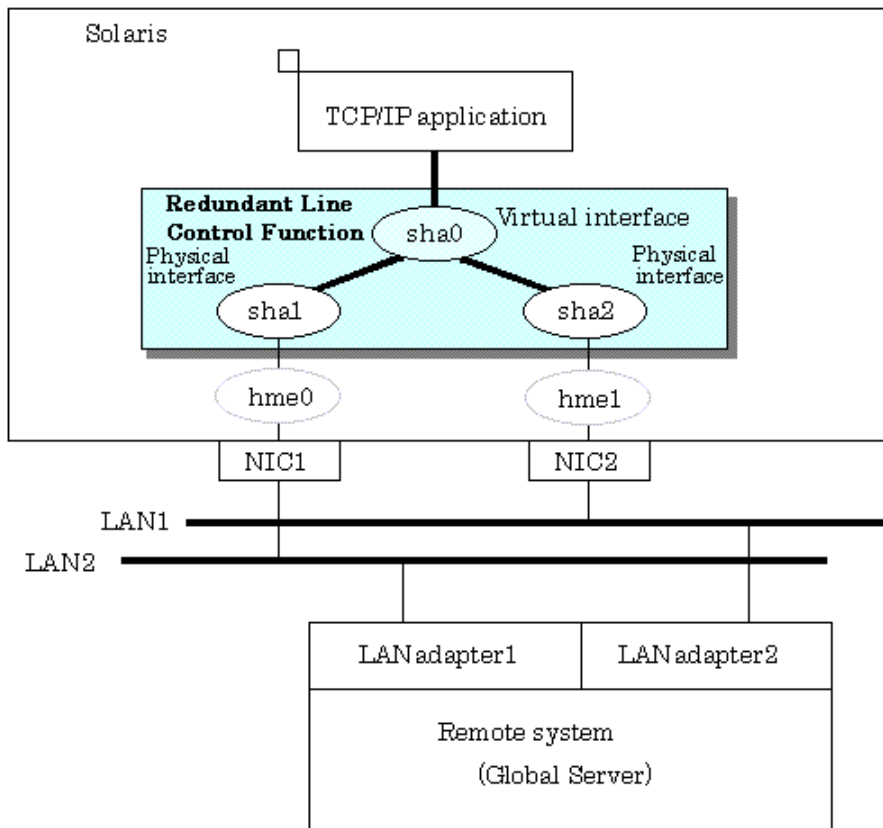 Solaris
TCP/IP application
Redundant Line
Control Function
Virtual interface
sha0
Physical
interface
Physical
interface
sha1
sha2
hme0
hme1
NIC1
NIC2
LAN1
LAN2
LANadapter1
LANadapter2
Remote system
(Global Server)